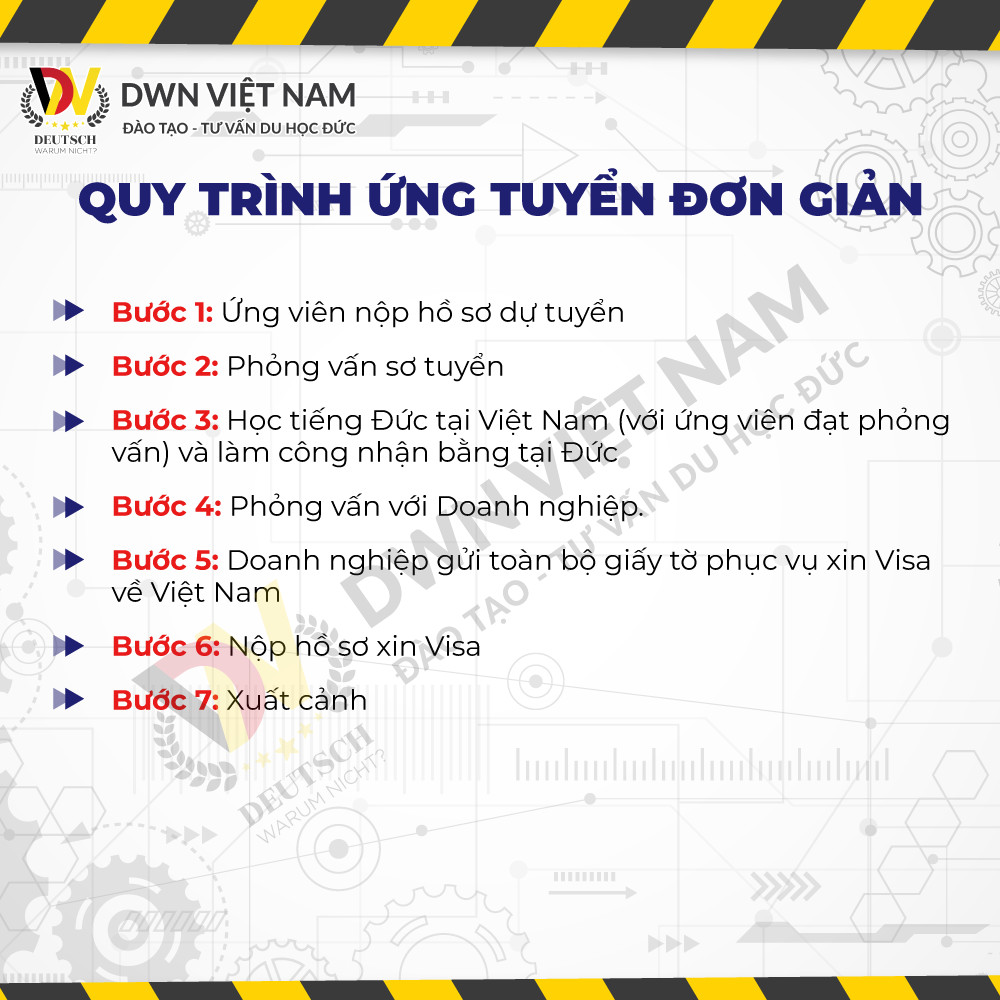 DWN VIỆT NAM
ĐÀO TẠO - TƯ VẤN DU HỌC ĐỨC
DEUTSCH
WARUM NICHT?
QUY TRÌNH ỨNG TUYỂN ĐƠN GIẢN
Bước 1: Ứng viên nộp hồ sơ dự tuyển
Bước 2: Phỏng vấn sơ tuyển
Bước 3: Học tiếng Đức tại Việt Nam (với ứng viên đạt phỏng
vấn) và làm công nhận bằng tại Đức
Bước 4: Phỏng vấn với Doanh nghiệp.
Bước 5: Doanh nghiệp gửi toàn bộ giấy tờ phục vụ xin Visa
về Việt Nam
Bước 6: Nộp hồ sơ xin Visa
Bước 7: Xuất cảnh
DWN VIỆT NAM
ĐÀO TẠO - TƯ VẤN DU HỌC ĐỨC
DEUTSCH
WARUM NICHT?